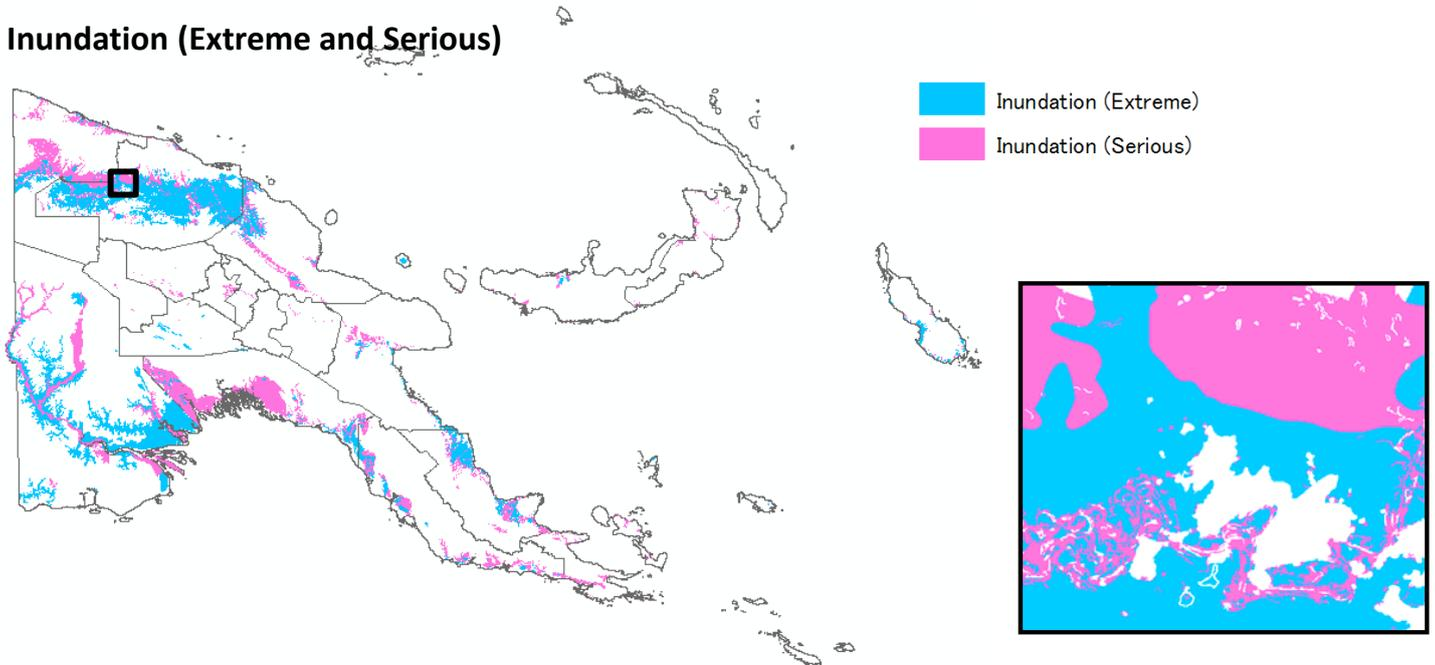 Inundation (Extreme and Serious)
Inundation (Extreme)
Inundation (Serious)